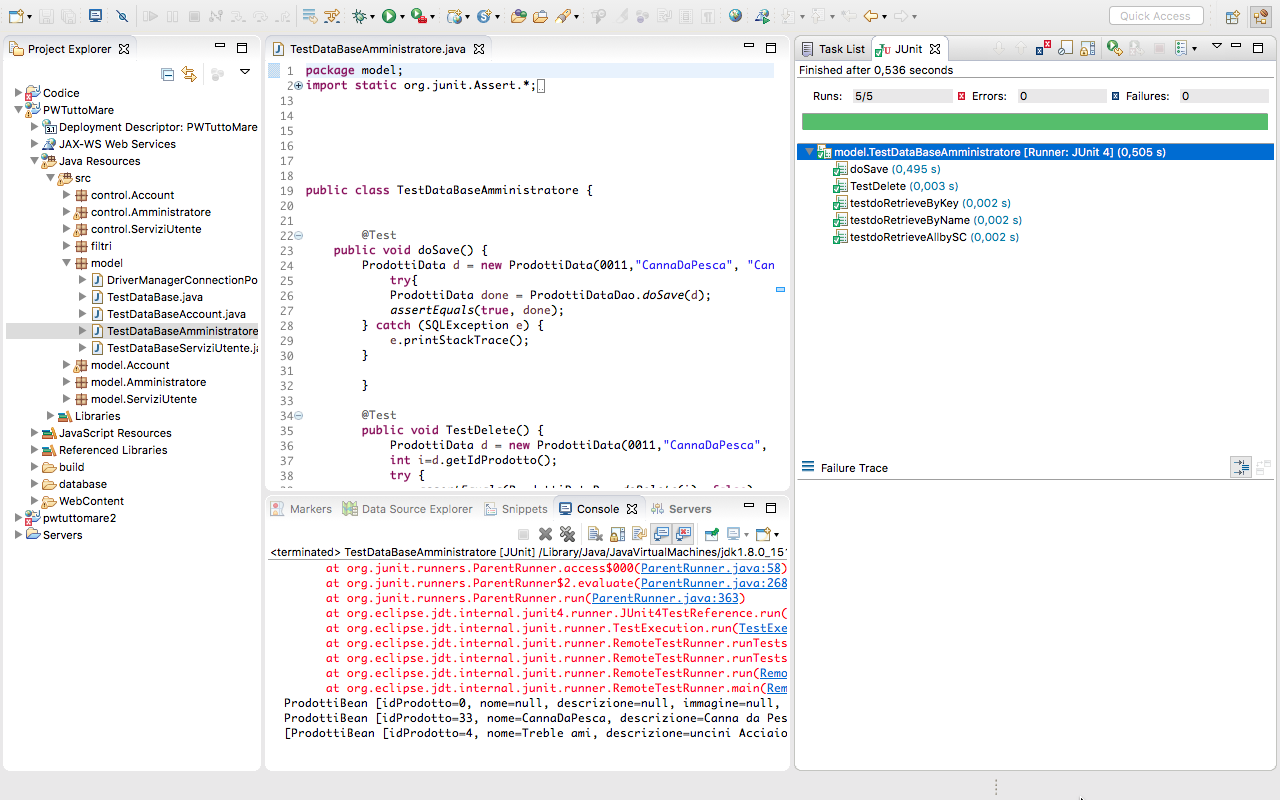 Quick Access
Project Explorer
Codice
PWTuttoMare
Deployment Descriptor: PWTuttoMare
JAX-WS Web Services
Java Resources
src
control.Account
control.Amministratore
control.ServiziUtente
filtri
model
DriverManagerConnectionPo
TestDataBase.java
TestDataBaseAccount.java
TestDataBaseAmministratore
TestDataBaseServiziUtente.ja
model.Account
model.Amministratore
model.ServiziUtente
Libraries
JavaScript Resources
Referenced Libraries
build
database
WebContent
pwtuttomare2
Servers
TestDataBaseAmministratore.java
1 package model;
2 import static org.junit.Assert.*;
13
14
15
16
17
18
19 public class TestDataBaseAmministratore {
20
21
22 @Test
23 public void doSave() {
24 ProdottiData d = new ProdottiData(0011,"CannaDaPesca", "Can
25 try{
26 ProdottiData done = ProdottiDataDao.doSave(d);
27 assertEquals(true, done);
28 } catch (SQLException e) {
29 e.printStackTrace();
30 }
31
32 }
33
34 @Test
35 public void TestDelete() {
36 ProdottiData d = new ProdottiData(0011,"CannaDaPesca",
37 int i=d.getIdProdotto();
38 try {
Markers
Data Source Explorer
Snippets
Console
Servers
<terminated> TestDataBaseAmministratore [JUnit] /Library/Java/JavaVirtualMachines/jdk1.8.0_15
at org.junit.runners.ParentRunner.access$000(ParentRunner.java:58)
at org.junit.runners.ParentRunner$2.evaluate(ParentRunner.java:268
at org.junit.runners.ParentRunner.run(ParentRunner.java:363)
at org.eclipse.jdt.internal.junit4.runner.JUnit4TestReference.run(
at org.eclipse.jdt.internal.junit.runner.TestExecution.run(TestExe
at org.eclipse.jdt.internal.junit.runner.RemoteTestRunner.runTests
at org.eclipse.jdt.internal.junit.runner.RemoteTestRunner.runTests
at org.eclipse.jdt.internal.junit.runner.RemoteTestRunner.run(Remo
at org.eclipse.jdt.internal.junit.runner.RemoteTestRunner.main(Rem
ProdottiBean [idProdotto=0, nome=null, descrizione=null, immagine=null,
ProdottiBean [idProdotto=33, nome=CannaDaPesca, descrizione=Canna da Pes
[ProdottiBean [idProdotto=4, nome=Treble ami, descrizione=uncini Acciaio
Task List
JUnit
Finished after 0,536 seconds
Runs: 5/5 Errors: 0 Failures: 0
model.TestDataBaseAmministratore [Runner: JUnit 4] (0,505 s)
doSave (0,495 s)
TestDelete (0,003 s)
testdoRetrieveByKey (0,002 s)
testdoRetrieveByName (0,002 s)
testdoRetrieveAllbySC (0,002 s)
Failure Trace